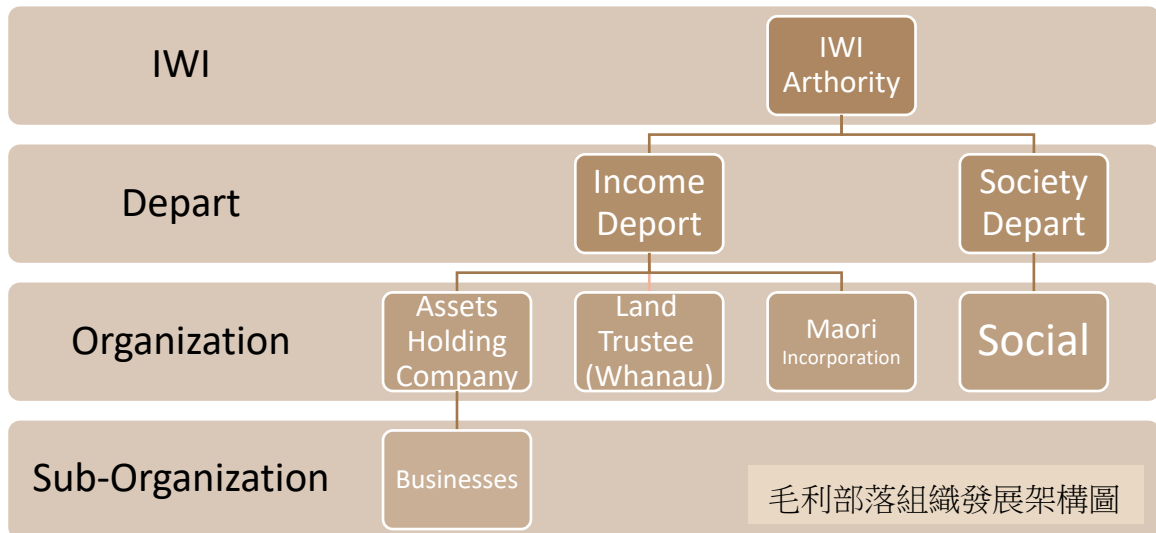 IWI
IWI
Arthority
Depart
Income
Deport
Society
Depart
Organization
Assets
Holding
Company
Land
Trustee
(Whanau)
Maori
Incorporation
Social
Sub-Organization
Businesses
毛利部落組織發展架構圖